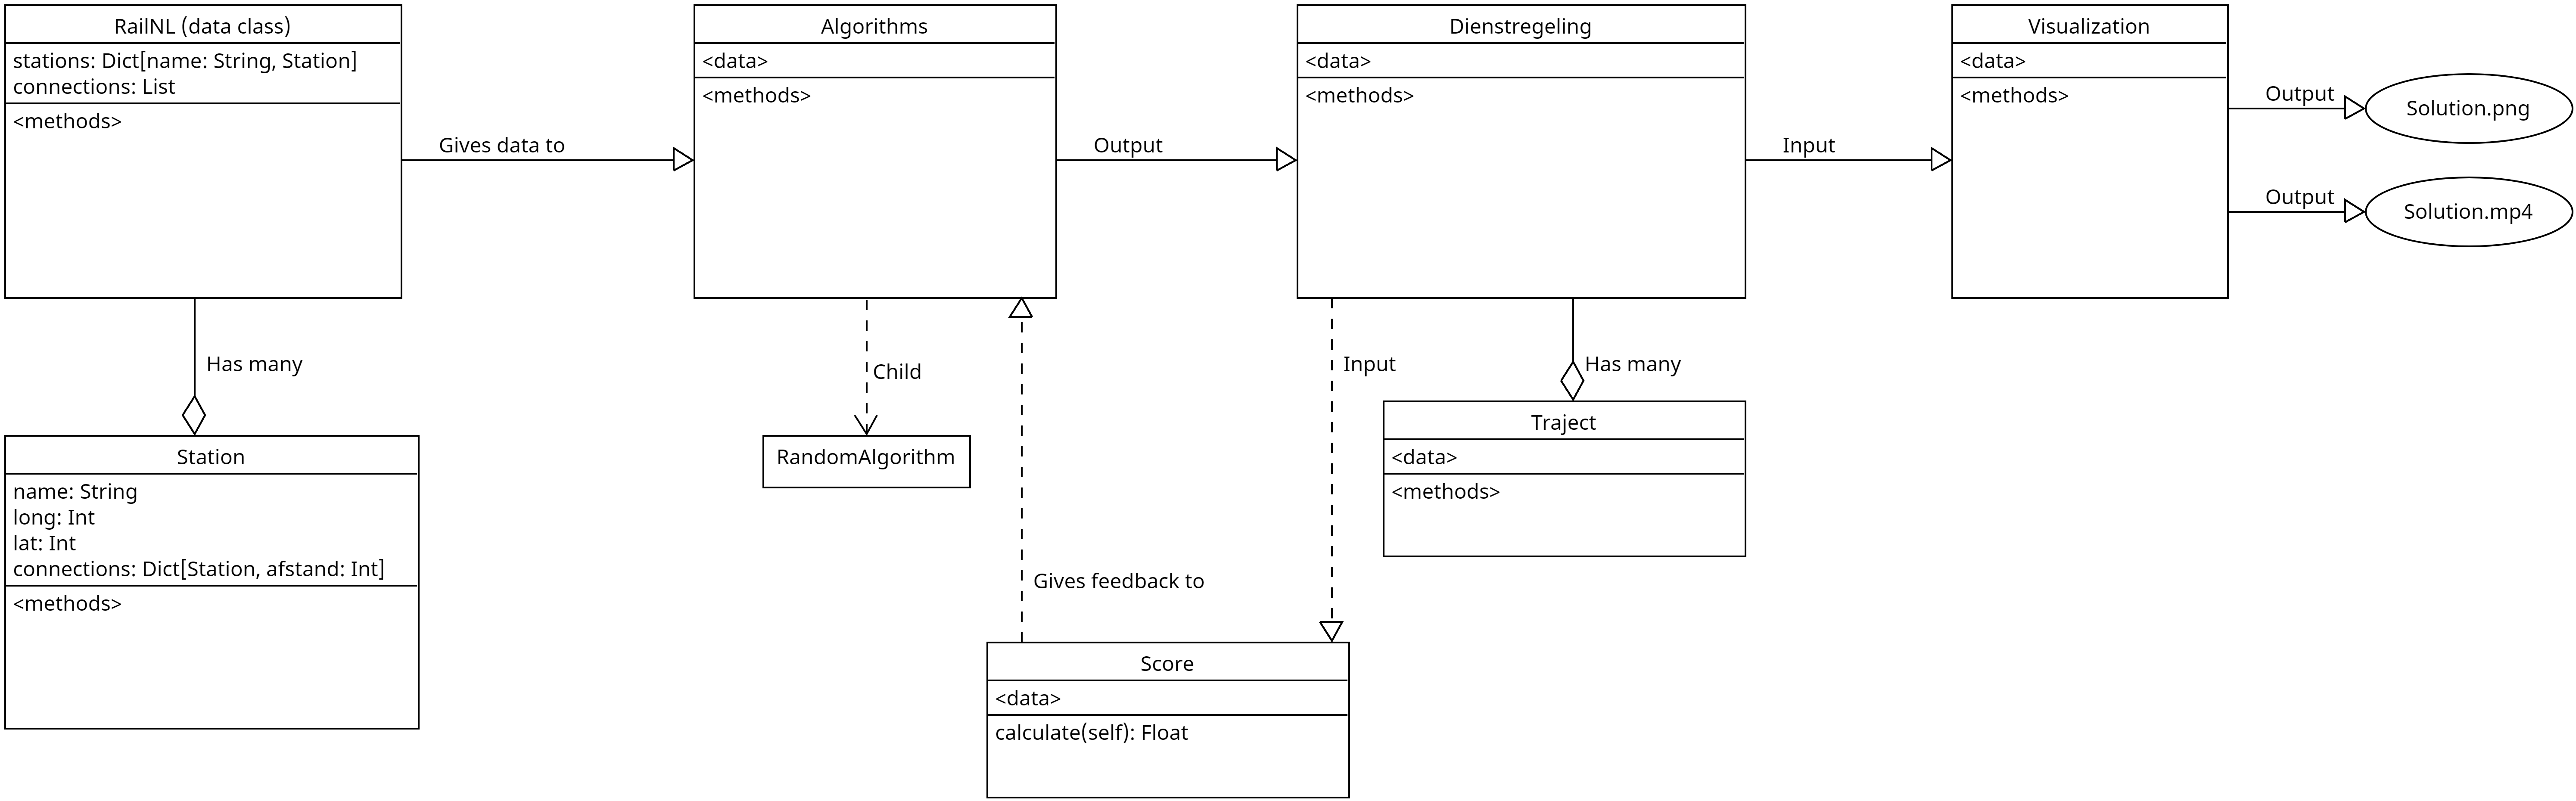 RailNL (data class)
stations: Dict[name: String, Station]
connections: List
<methods>
Gives data to
Algorithms
<data>
<methods>
Output
Dienstregeling
<data>
<methods>
Input
Visualization
<data>
<methods>
Output
Solution.png
Output
Solution.mp4
Has many
Station
name: String
long: Int
lat: Int
connections: Dict[Station, afstand: Int]
<methods>
Child
RandomAlgorithm
Gives feedback to
Input
Has many
Traject
<data>
<methods>
Score
<data>
calculate(self): Float